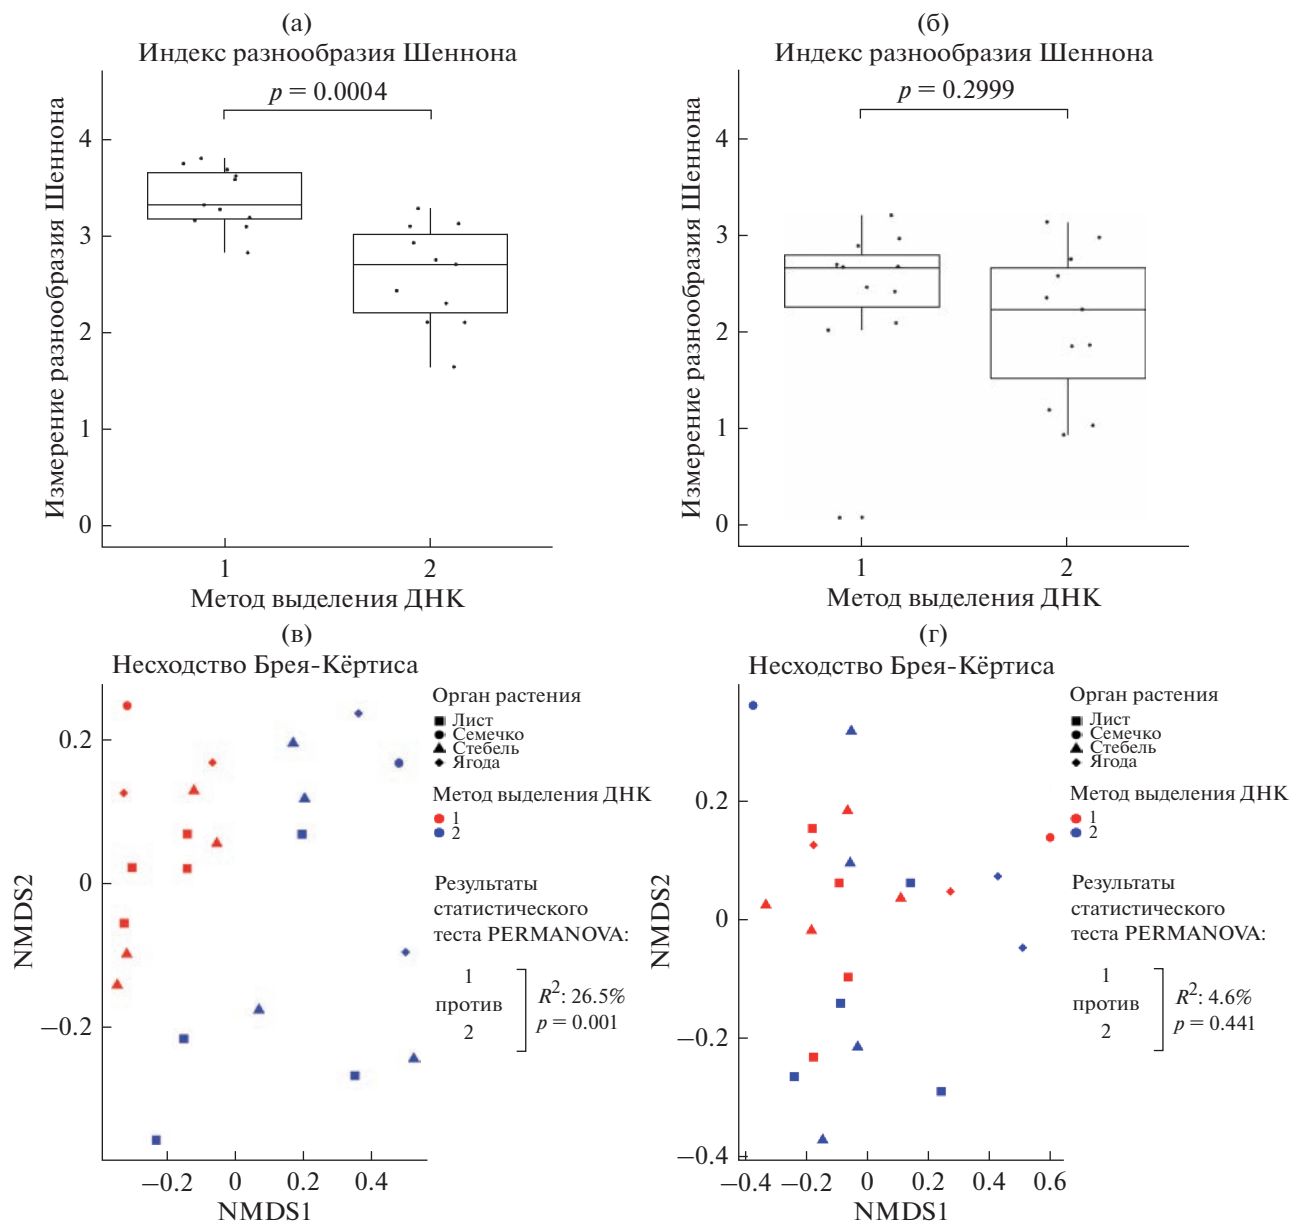 (а)
Индекс разнообразия Шеннона
p = 0.0004
Измерение разнообразия Шеннона
4
3
2
1
0
1
2
Метод выделения ДНК
(б)
Индекс разнообразия Шеннона
p = 0.2999
Измерение разнообразия Шеннона
4
3
2
1
0
1
2
Метод выделения ДНК
(в)
Несходство Брея-Кёртиса
NMDS2
0.2
0
−0.2
−0.2
0
0.2
0.4
NMDS1
Орган растения
Лист
Семечко
Стебель
Ягода
Метод выделения ДНК
1
2
Результаты
статистического
теста PERMANOVA:
1
против
2
R²: 26.5%
p = 0.001
(г)
Несходство Брея-Кёртиса
NMDS2
0.2
0
−0.2
−0.4
−0.4
−0.2
0
0.2
0.4
0.6
NMDS1
Орган растения
Лист
Семечко
Стебель
Ягода
Метод выделения ДНК
1
2
Результаты
статистического
теста PERMANOVA:
1
против
2
R²: 4.6%
p = 0.441